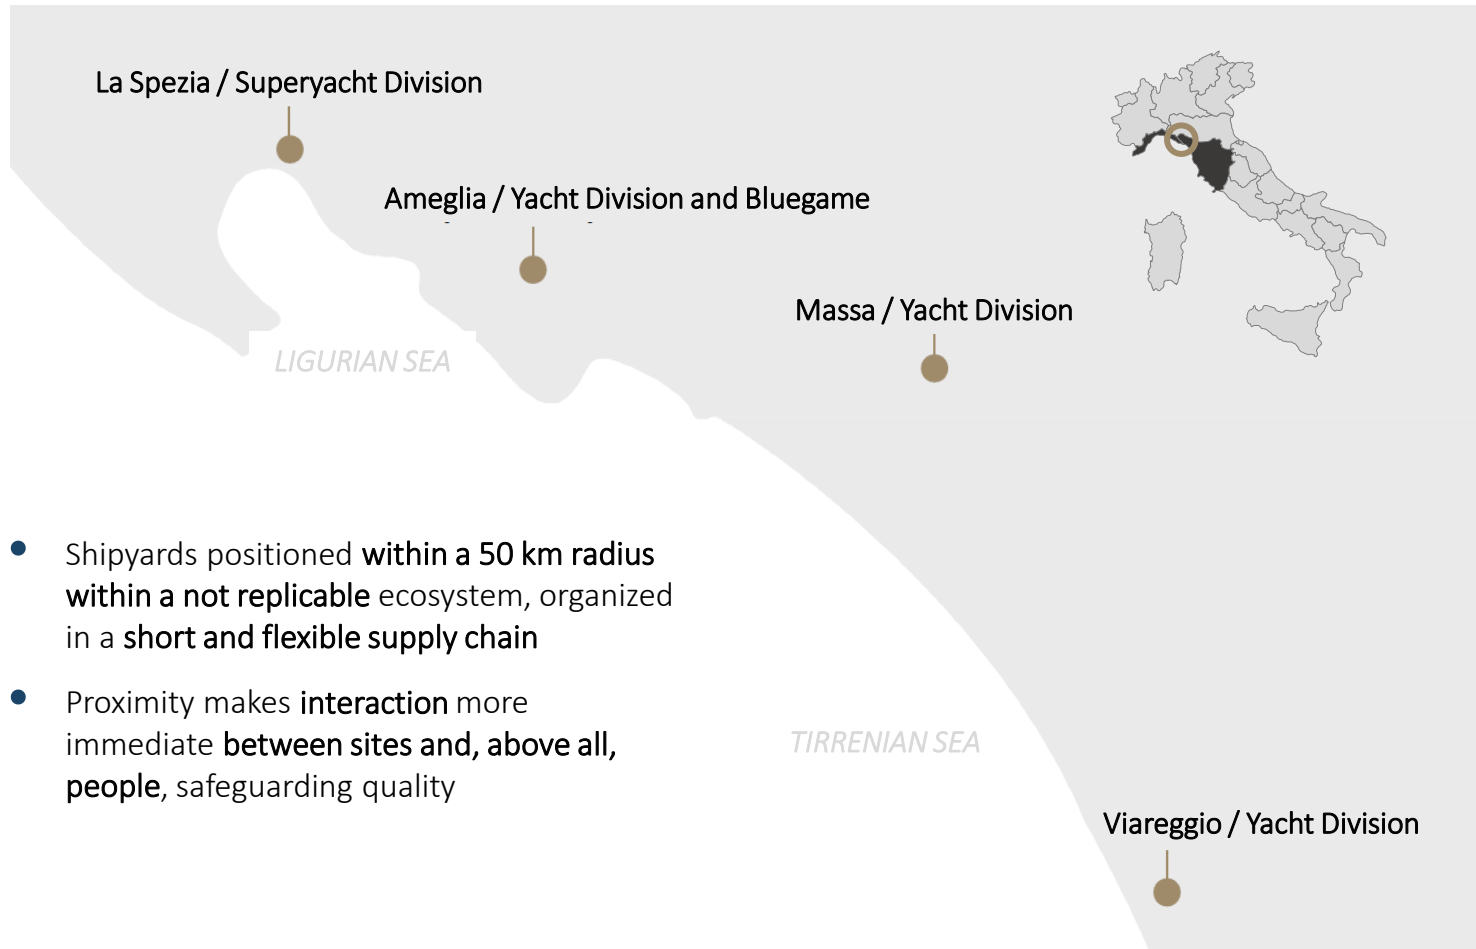 La Spezia / Superyacht Division
Ameglia / Yacht Division and Bluegame
Massa / Yacht Division
LIGURIAN SEA
Shipyards positioned within a 50 km radius
within a not replicable ecosystem, organized
in a short and flexible supply chain
Proximity makes interaction more
immediate between sites and, above all,
people, safeguarding quality
TIRRENIAN SEA
Viareggio / Yacht Division